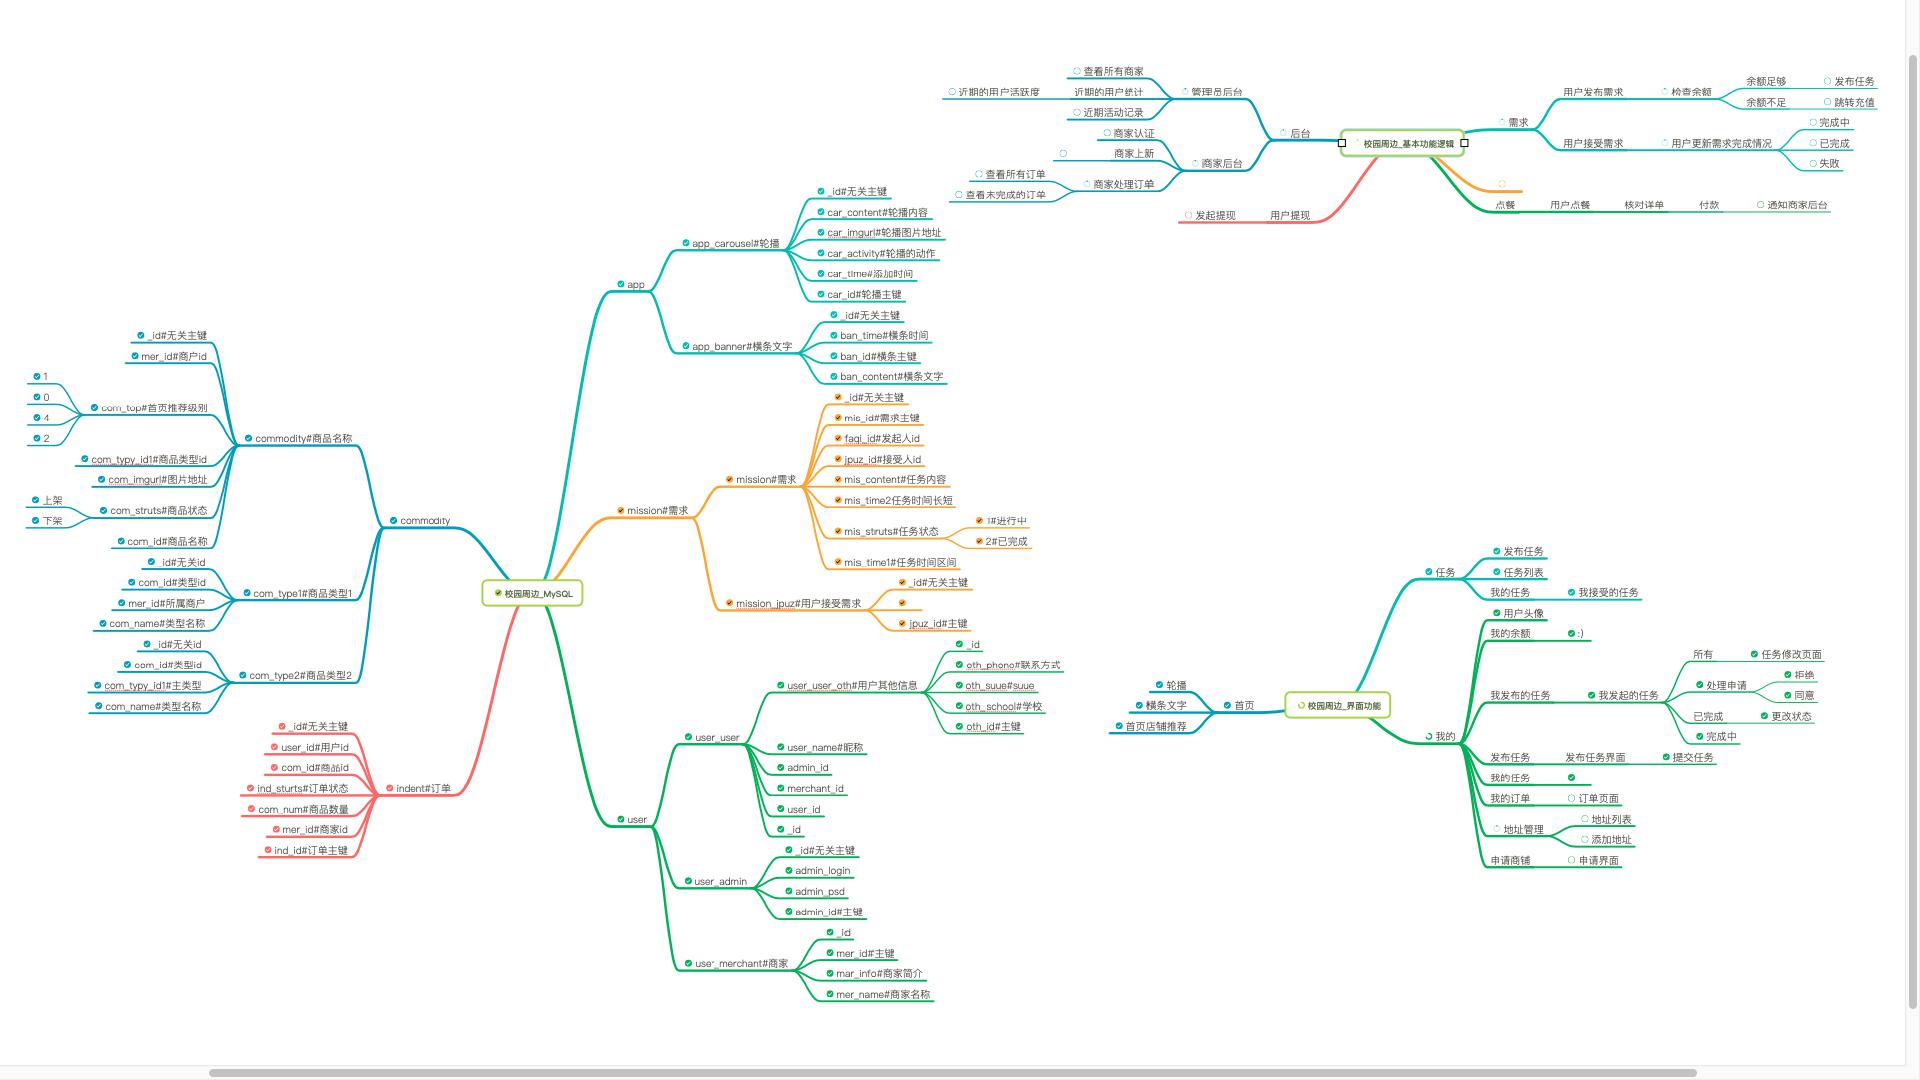 校园周边_基本功能逻辑
后台
管理员后台
查看所有商家
近期的用户统计
近期的用户活跃度
近期活动记录
商家后台
商家认证
商家上新
商家处理订单
查看所有订单
查看未完成的订单
用户提现
发起提现
需求
用户发布需求
检查余额
余额足够
发布任务
余额不足
跳转充值
用户接受需求
用户更新需求完成情况
完成中
已完成
失败
点餐
用户点餐
核对详单
付款
通知商家后台
校园周边_MySQL
app
app_carousel#轮播
_id#无关主键
car_content#轮播内容
car_imgurl#轮播图片地址
car_activity#轮播的动作
car_time#添加时间
car_id#轮播主键
app_banner#横条文字
_id#无关主键
ban_time#横条时间
ban_id#横条主键
ban_content#横条文字
mission#需求
mission#需求
_id#无关主键
mis_id#需求主键
faqi_id#发起人id
jpuz_id#接受人id
mis_content#任务内容
mis_time2任务时间长短
mis_struts#任务状态
1#进行中
2#已完成
mis_time1#任务时间区间
mission_jpuz#用户接受需求
_id#无关主键
jpuz_id#主键
user
user_user
user_user_oth#用户其他信息
_id
oth_phono#联系方式
oth_suue#suue
oth_school#学校
oth_id#主键
user_name#昵称
admin_id
merchant_id
user_id
_id
user_admin
_id#无关主键
admin_login
admin_psd
admin_id#主键
user_merchant#商家
_id
mer_id#主键
mar_info#商家简介
mer_name#商家名称
commodity
commodity#商品名称
_id#无关主键
mer_id#商户id
com_top#首页推荐级别
1
0
4
2
com_typy_id1#商品类型id
com_imgurl#图片地址
com_struts#商品状态
上架
下架
com_id#商品名称
com_type1#商品类型1
_id#无关id
com_id#类型id
mer_id#所属商户
com_name#类型名称
com_type2#商品类型2
_id#无关id
com_id#类型id
com_typy_id1#主类型
com_name#类型名称
indent#订单
_id#无关主键
user_id#用户id
com_id#商品id
ind_sturts#订单状态
com_num#商品数量
mer_id#商家id
ind_id#订单主键
校园周边_界面功能
首页
轮播
横条文字
首页店铺推荐
任务
发布任务
任务列表
我的任务
我接受的任务
我的
用户头像
我的余额
:)
我发布的任务
我发起的任务
所有
任务修改页面
处理申请
拒绝
同意
已完成
更改状态
完成中
发布任务
发布任务界面
提交任务
我的任务
我的订单
订单页面
地址管理
地址列表
添加地址
申请商铺
申请界面